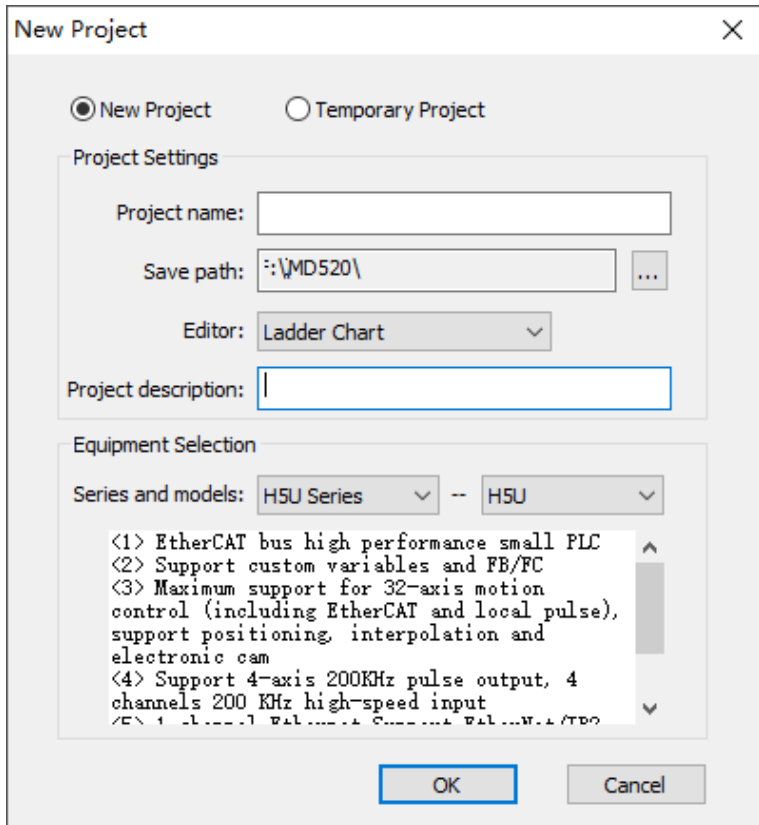 New Project
New Project
Temporary Project
Project Settings
Project name:
Save path: :\MD520\
...
Editor: Ladder Chart
Project description:
Equipment Selection
Series and models: H5U Series -- H5U
<1> EtherCAT bus high performance small PLC
<2> Support custom variables and FB/FC
<3> Maximum support for 32-axis motion
control (including EtherCAT and local pulse),
support positioning, interpolation and
electronic cam
<4> Support 4-axis 200KHz pulse output, 4
channels 200 KHz high-speed input
OK
Cancel